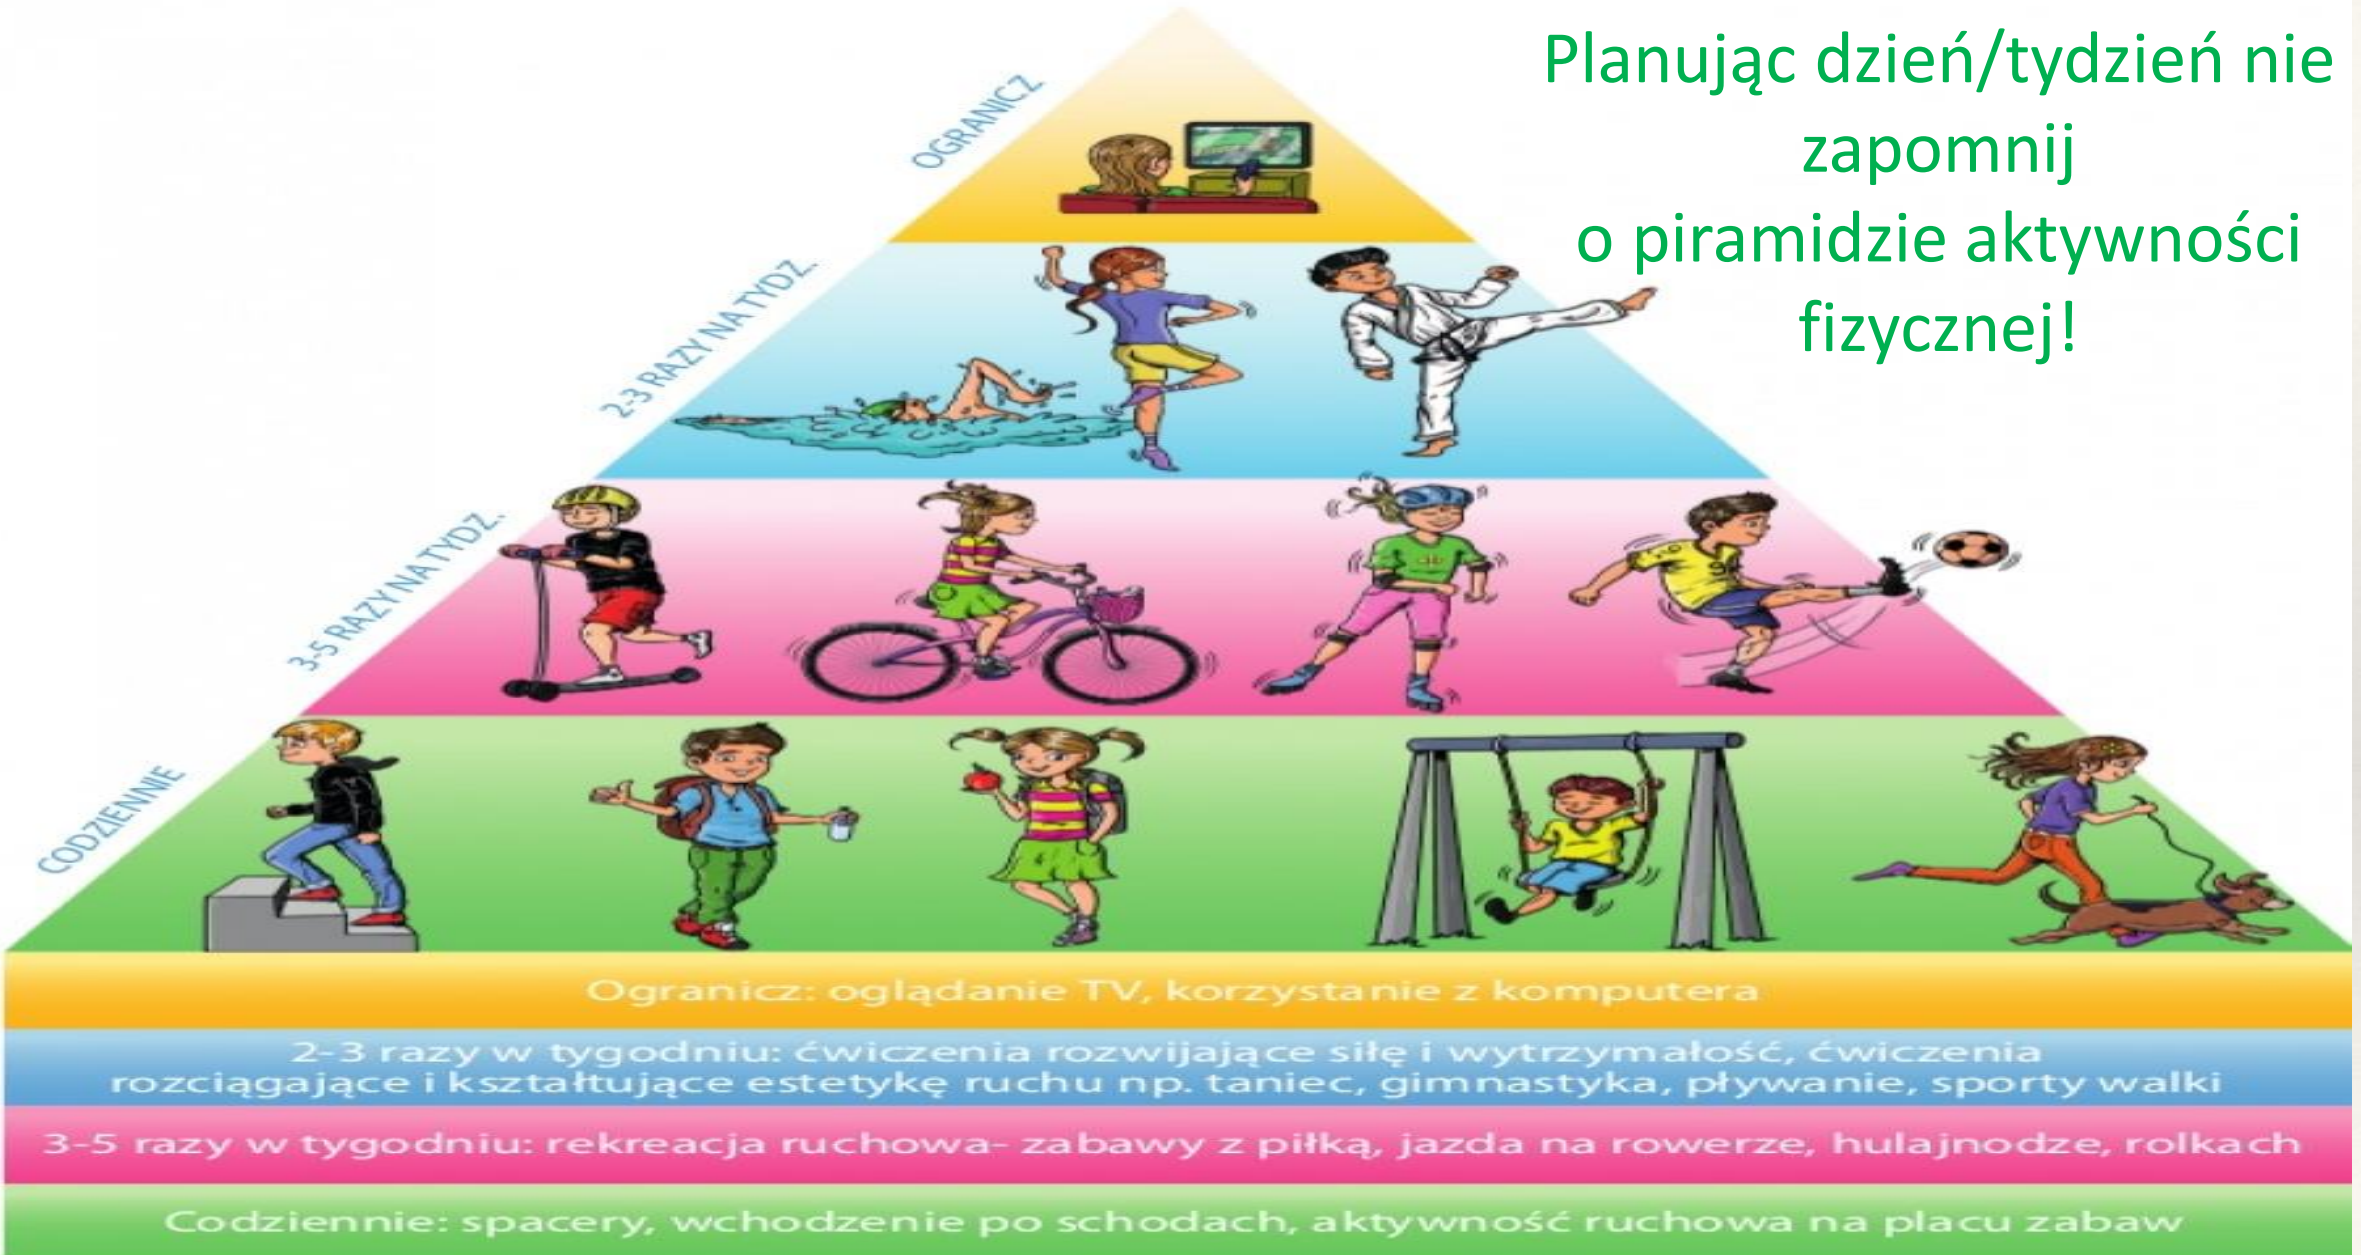 Planując dzień/tydzień nie
zapomnij
o piramidzie aktywności
fizycznej!
OGRANICZ
2-3 RAZY NA TYDZ.
3-5 RAZY NA TYDZ.
CODZIENNIE
Ogranicz: oglądanie TV, korzystanie z komputera
2-3 razy w tygodniu: ćwiczenia rozwijające siłę i wytrzymałość, ćwiczenia
rozciągające i kształtujące estetykę ruchu np. taniec, gimnastyka, pływanie, sporty walki
3-5 razy w tygodniu: rekreacja ruchowa- zabawy z piłką, jazda na rowerze, hulajnodze, rolkach
Codziennie: spacery, wchodzenie po schodach, aktywność ruchowa na placu zabaw